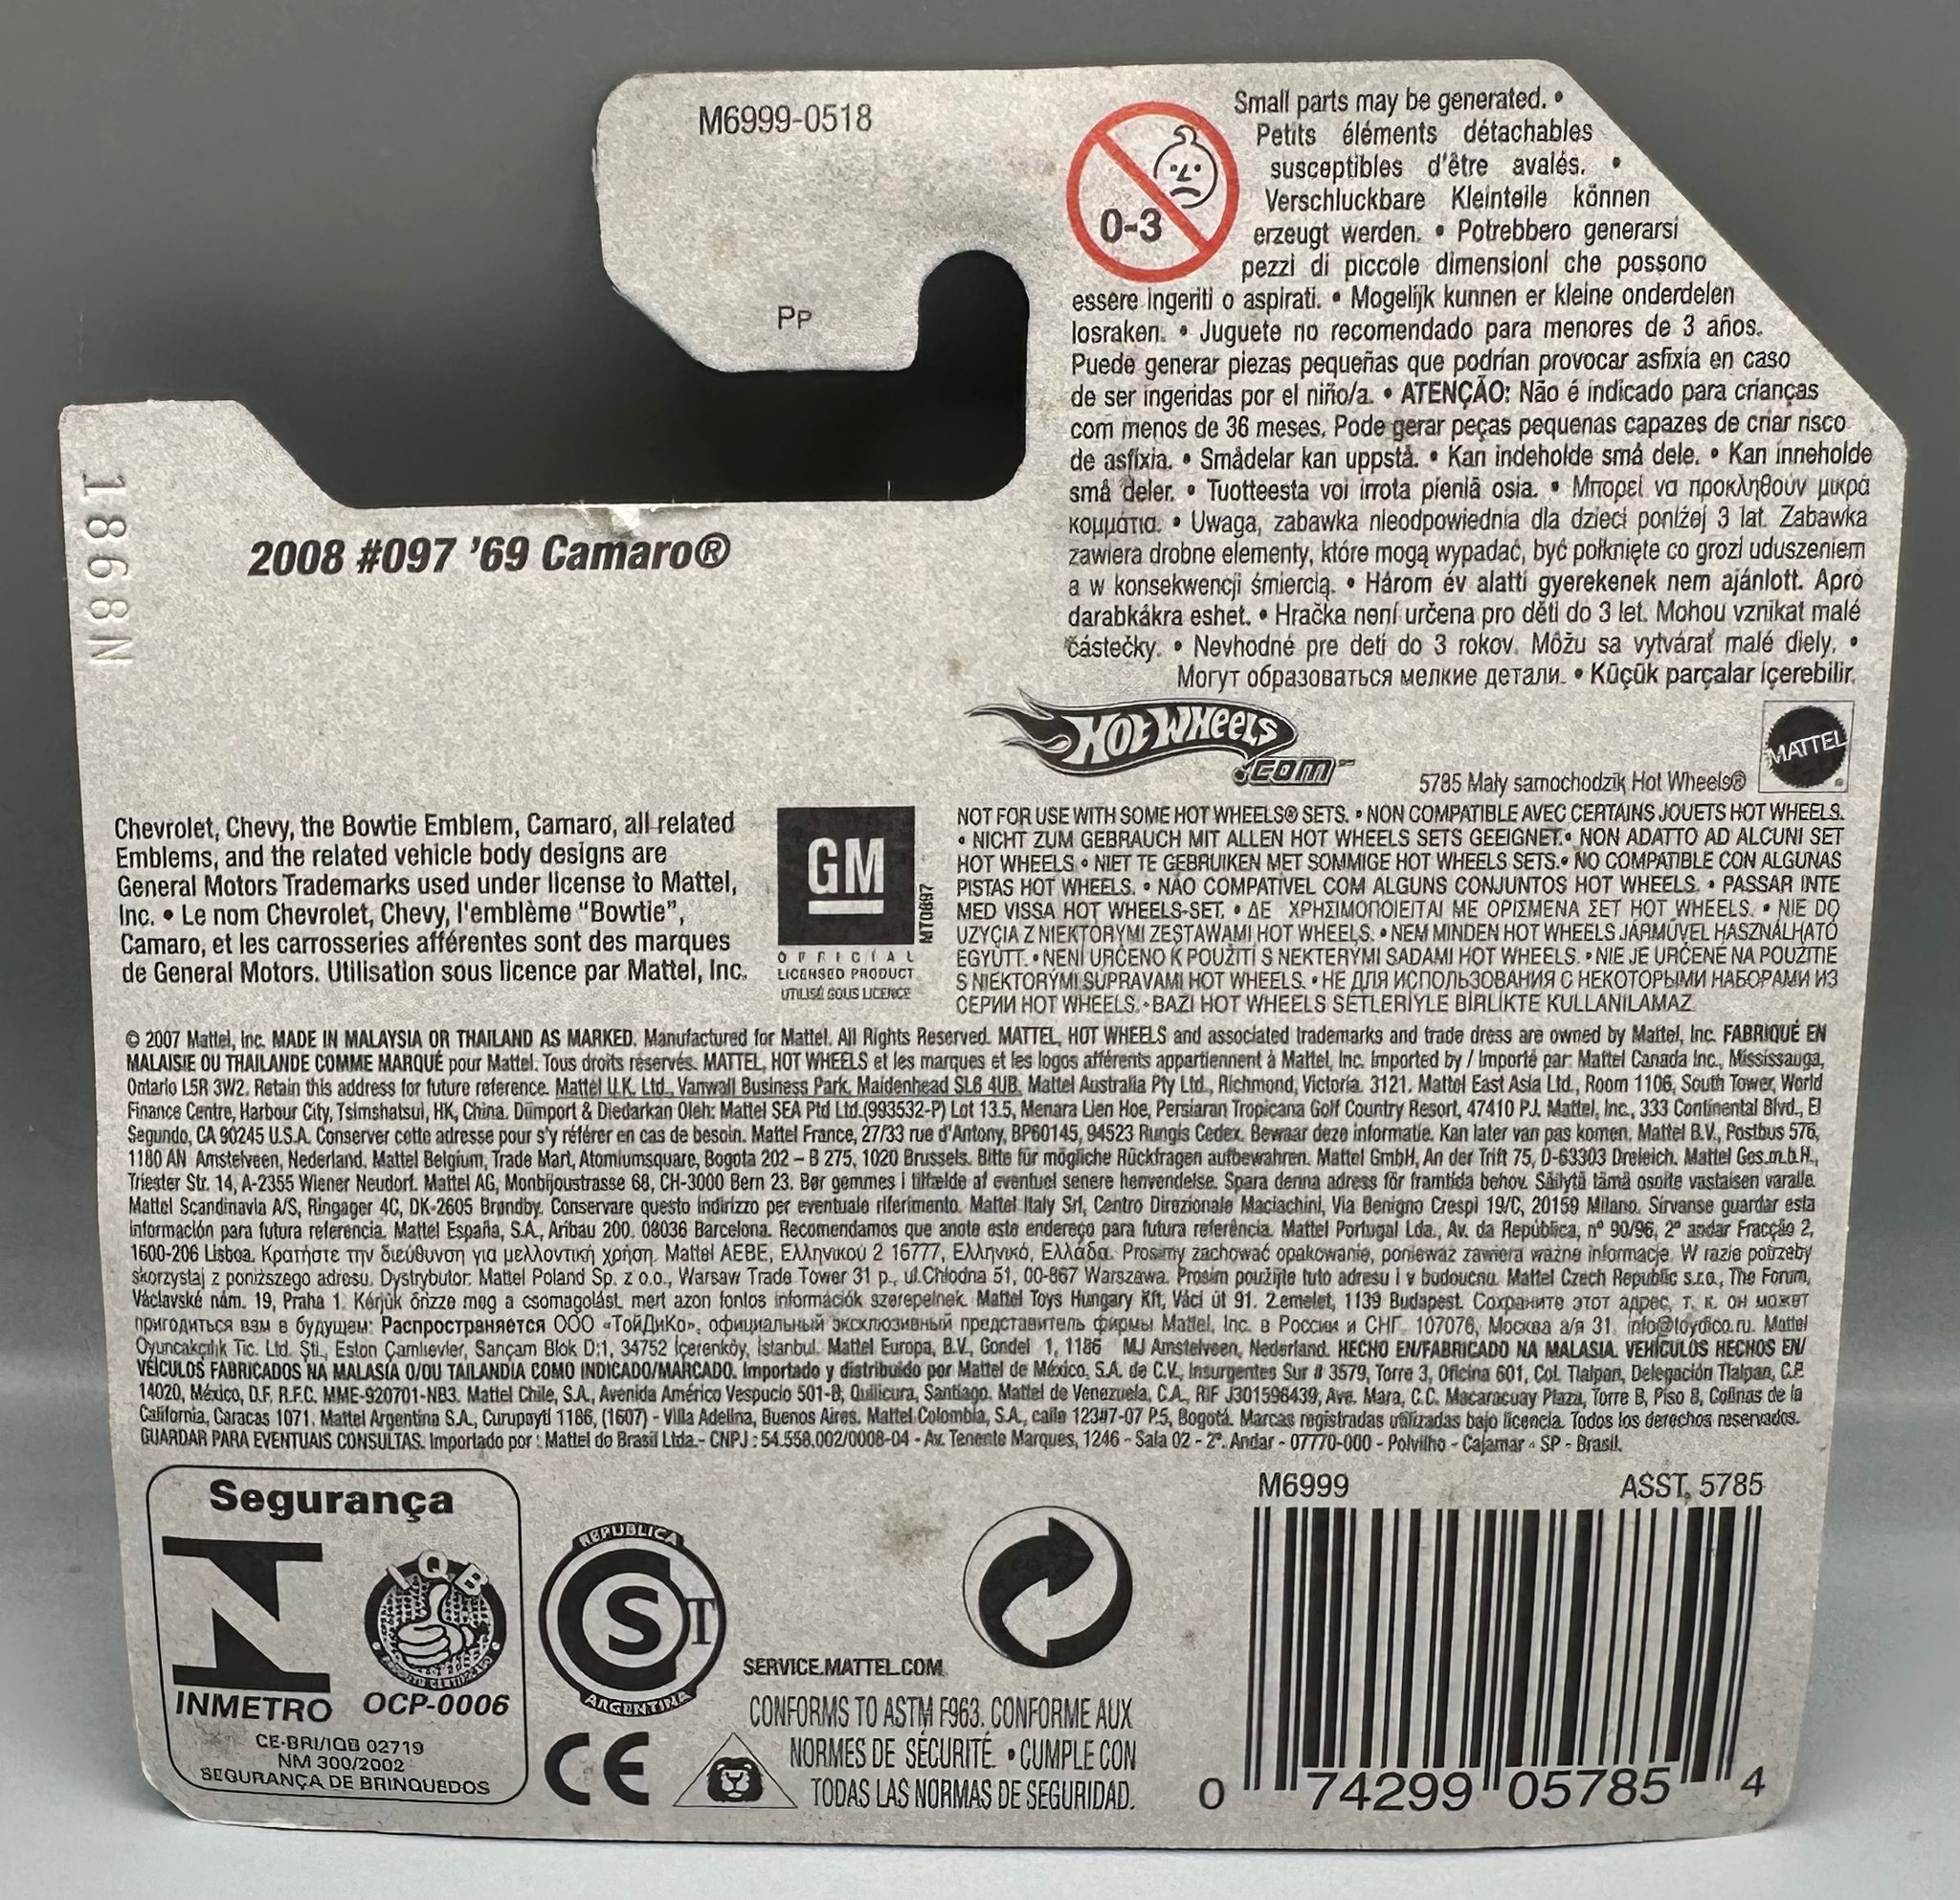 M6999-0518
PP
1868N
2008 #097 '69 Camaro®
0-3
Small parts may be generated. •
Petits éléments détachables
susceptibles d'être avalés. •
Verschluckbare Kleinteile können
erzeugt werden. • Potrebbero generarsi
pezzi di piccole dimensioni che possono
essere ingeriti o aspirati. • Mogelijk kunnen er kleine onderdelen
losraken. • Juguete no recomendado para menores de 3 años.
Puede generar piezas pequeñas que podrían provocar asfixia en caso
de ser ingeridas por el niño/a. • ATENÇÃO: Não é indicado para crianças
com menos de 36 meses. Pode gerar peças pequenas capazes de criar risco
de asfixia. • Smådelar kan uppstå. • Kan indeholde små dele. • Kan inneholde
små deler. • Tuotteesta voi irrota pieniä osia. • Μπορεί να προκληθούν μικρά
κομμάτια. • Uwaga, zabawka nieodpowiednia dla dzieci poniżej 3 lat. Zabawka
zawiera drobne elementy, które mogą wypadać, być połknięte co grozi uduszeniem
a w konsekwencji śmiercią. • Három év alatti gyerekenek nem ajánlott. Apró
darabkákra eshet. • Hračka není určena pro děti do 3 let. Mohou vznikat malé
částečky. • Nevhodné pre deti do 3 rokov. Môžu sa vytvárať malé diely. •
Могут образоваться мелкие детали. • Küçük parçalar içerebilir.
HOT WHEELS
.COM™
5785 Mały samochodzik Hot Wheels®
MATTEL
Chevrolet, Chevy, the Bowtie Emblem, Camaro, all related
Emblems, and the related vehicle body designs are
General Motors Trademarks used under license to Mattel,
Inc. • Le nom Chevrolet, Chevy, l'emblème “Bowtie”,
Camaro, et les carrosseries afférentes sont des marques
de General Motors. Utilisation sous licence par Mattel, Inc.
GM
MT0897
OFFICIAL
LICENSED PRODUCT
UTILISÉ SOUS LICENCE
NOT FOR USE WITH SOME HOT WHEELS® SETS. • NON COMPATIBLE AVEC CERTAINS JOUETS HOT WHEELS.
• NICHT ZUM GEBRAUCH MIT ALLEN HOT WHEELS SETS GEEIGNET. • NON ADATTO AD ALCUNI SET
HOT WHEELS • NIET TE GEBRUIKEN MET SOMMIGE HOT WHEELS SETS. • NO COMPATIBLE CON ALGUNAS
PISTAS HOT WHEELS. • NÃO COMPATÍVEL COM ALGUNS CONJUNTOS HOT WHEELS. • PASSAR INTE
MED VISSA HOT WHEELS-SET. • ΔΕ ΧΡΗΣΙΜΟΠΟΙΕΙΤΑΙ ΜΕ ΟΡΙΣΜΕΝΑ ΣΕΤ HOT WHEELS. • NIE DO
UŻYCIA Z NIEKTÓRYMI ZESTAWAMI HOT WHEELS. • NEM MINDEN HOT WHEELS JÁRMŰVEL HASZNÁLHATÓ
EGYÜTT. • NENÍ URČENO K POUŽITÍ S NEKTERÝMI SADAMI HOT WHEELS. • NIE JE URČENÉ NA POUŽITIE
S NIEKTORÝMI SÚPRAVAMI HOT WHEELS. • НЕ ДЛЯ ИСПОЛЬЗОВАНИЯ С НЕКОТОРЫМИ НАБОРАМИ ИЗ
СЕРИИ HOT WHEELS. • BAZI HOT WHEELS SETLERİYLE BİRLİKTE KULLANILAMAZ.
© 2007 Mattel, Inc. MADE IN MALAYSIA OR THAILAND AS MARKED. Manufactured for Mattel. All Rights Reserved. MATTEL, HOT WHEELS and associated trademarks and trade dress are owned by Mattel, Inc. FABRIQUÉ EN
MALAISIE OU THAILANDE COMME MARQUÉ pour Mattel. Tous droits réservés. MATTEL, HOT WHEELS et les marques et les logos afférents appartiennent à Mattel, Inc. Imported by / Importé par: Mattel Canada Inc., Mississauga,
Ontario L5R 3W2. Retain this address for future reference. Mattel U.K. Ltd., Vanwall Business Park, Maidenhead SL6 4UB. Mattel Australia Pty Ltd., Richmond, Victoria. 3121. Mattel East Asia Ltd., Room 1106, South Tower, World
Finance Centre, Harbour City, Tsimshatsui, HK, China. Diimport & Diedarkan Oleh: Mattel SEA Ptd Ltd.(993532-P) Lot 13.5, Menara Lien Hoe, Persiaran Tropicana Golf Country Resort, 47410 PJ. Mattel, Inc., 333 Continental Blvd., El
Segundo, CA 90245 U.S.A. Conserver cette adresse pour s'y référer en cas de besoin. Mattel France, 27/33 rue d'Antony, BP60145, 94523 Rungis Cedex. Bewaar deze informatie. Kan later van pas komen. Mattel B.V., Postbus 576,
1180 AN Amstelveen, Nederland. Mattel Belgium, Trade Mart, Atomiumsquare, Bogota 202 – B 275, 1020 Brussels. Bitte für mögliche Rückfragen aufbewahren. Mattel GmbH, An der Trift 75, D-63303 Dreieich. Mattel Ges.m.b.H.,
Triester Str. 14, A-2355 Wiener Neudorf. Mattel AG, Monbijoustrasse 68, CH-3000 Bern 23. Bør gemmes i tilfælde af eventuel senere henvendelse. Spara denna adress för framtida behov. Säilytä tämä osoite vastaisen varalle.
Mattel Scandinavia A/S, Ringager 4C, DK-2605 Brøndby. Conservare questo indirizzo per eventuale riferimento. Mattel Italy Srl, Centro Direzionale Maciachini, Via Benigno Crespi 19/C, 20159 Milano. Sírvanse guardar esta
información para futura referencia. Mattel España, S.A., Aribau 200. 08036 Barcelona. Recomendamos que anote este endereço para futura referência. Mattel Portugal Lda., Av. da República, nº 90/96, 2º andar Fracção 2,
1600-206 Lisboa. Κρατήστε την διεύθυνση για μελλοντική χρήση. Mattel AEBE, Ελληνικού 2 16777, Ελληνικό, Ελλάδα. Prosimy zachować opakowanie, ponieważ zawiera ważne informacje. W razie potrzeby
skorzystaj z poniższego adresu. Dystrybutor: Mattel Poland Sp. z o.o., Warsaw Trade Tower 31 p., ul.Chłodna 51, 00-867 Warszawa. Prosím použijte tuto adresu i v budoucnu. Mattel Czech Republic s.r.o., The Forum,
Václavské nám. 19, Praha 1. Kérjük őrizze meg a csomagolást, mert azon fontos információk szerepelnek. Mattel Toys Hungary Kft, Váci út 91. 2.emelet, 1139 Budapest. Сохраните этот адрес, т. к. он может
пригодиться вам в будущем: Распространяется ООО «ТойДиКо», официальный эксклюзивный представитель фирмы Mattel, Inc. в России и СНГ. 107076, Москва а/я 31. info@toydico.ru. Mattel
Oyuncakçılık Tic. Ltd. Şti., Eston Çamlıevler, Sarıçam Blok D:1, 34752 İçerenköy, İstanbul. Mattel Europa, B.V., Gondel 1, 1186 MJ Amstelveen, Nederland. HECHO EN/FABRICADO NA MALASIA. VEHÍCULOS HECHOS EN/
VEÍCULOS FABRICADOS NA MALASIA O/OU TAILANDIA COMO INDICADO/MARCADO. Importado y distribuido por Mattel de México, S.A. de C.V., Insurgentes Sur # 3579, Torre 3, Oficina 601, Col. Tlalpan, Delegación Tlalpan, C.P.
14020, México, D.F. R.F.C. MME-920701-NB3. Mattel Chile, S.A., Avenida Américo Vespucio 501-B, Quilicura, Santiago. Mattel de Venezuela, C.A., RIF J301596439, Ave. Mara, C.C. Macaracuay Plaza, Torre B, Piso 8, Colinas de la
California, Caracas 1071. Mattel Argentina S.A., Curupaytí 1186, (1607) - Villa Adelina, Buenos Aires. Mattel Colombia, S.A., calle 123#7-07 P.5, Bogotá. Marcas registradas utilizadas bajo licencia. Todos los derechos reservados.
GUARDAR PARA EVENTUAIS CONSULTAS. Importado por : Mattel do Brasil Ltda.- CNPJ : 54.558.002/0008-04 - Av. Tenente Marques, 1246 - Sala 02 - 2º. Andar - 07770-000 - Polvilho - Cajamar - SP - Brasil.
Segurança
INMETRO
IQB
OCP-0006
CE-BRI/IQB 02719
NM 300/2002
SEGURANÇA DE BRINQUEDOS
REPUBLICA
CST
ARGENTINA
CE
SERVICE.MATTEL.COM
CONFORMS TO ASTM F963. CONFORME AUX
NORMES DE SÉCURITÉ. • CUMPLE CON
TODAS LAS NORMAS DE SEGURIDAD.
M6999 ASST. 5785
0 74299 05785 4